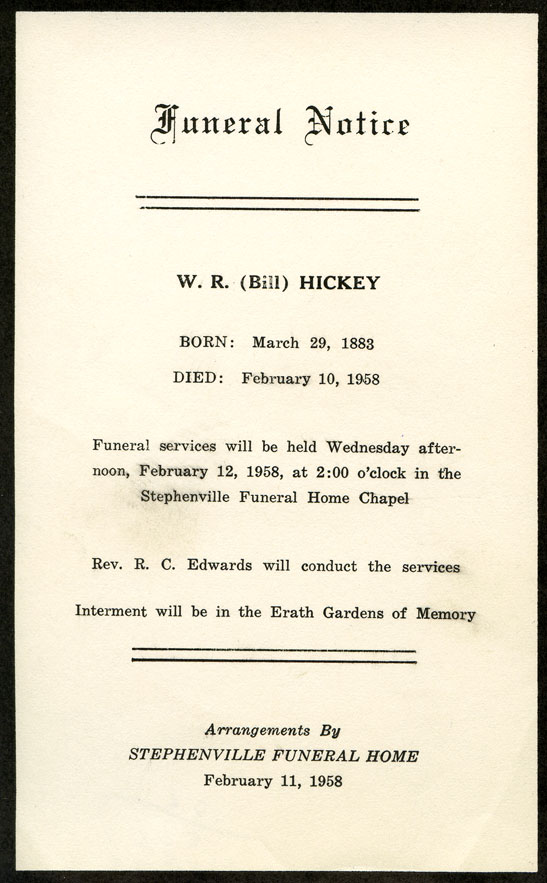 Funeral Notice
W. R. (Bill) HICKEY
BORN: March 29, 1883
DIED: February 10, 1958
Funeral services will be held Wednesday after-
noon, February 12, 1958, at 2:00 o'clock in the
Stephenville Funeral Home Chapel
Rev. R. C. Edwards will conduct the services
Interment will be in the Erath Gardens of Memory
Arrangements By
STEPHENVILLE FUNERAL HOME
February 11, 1958